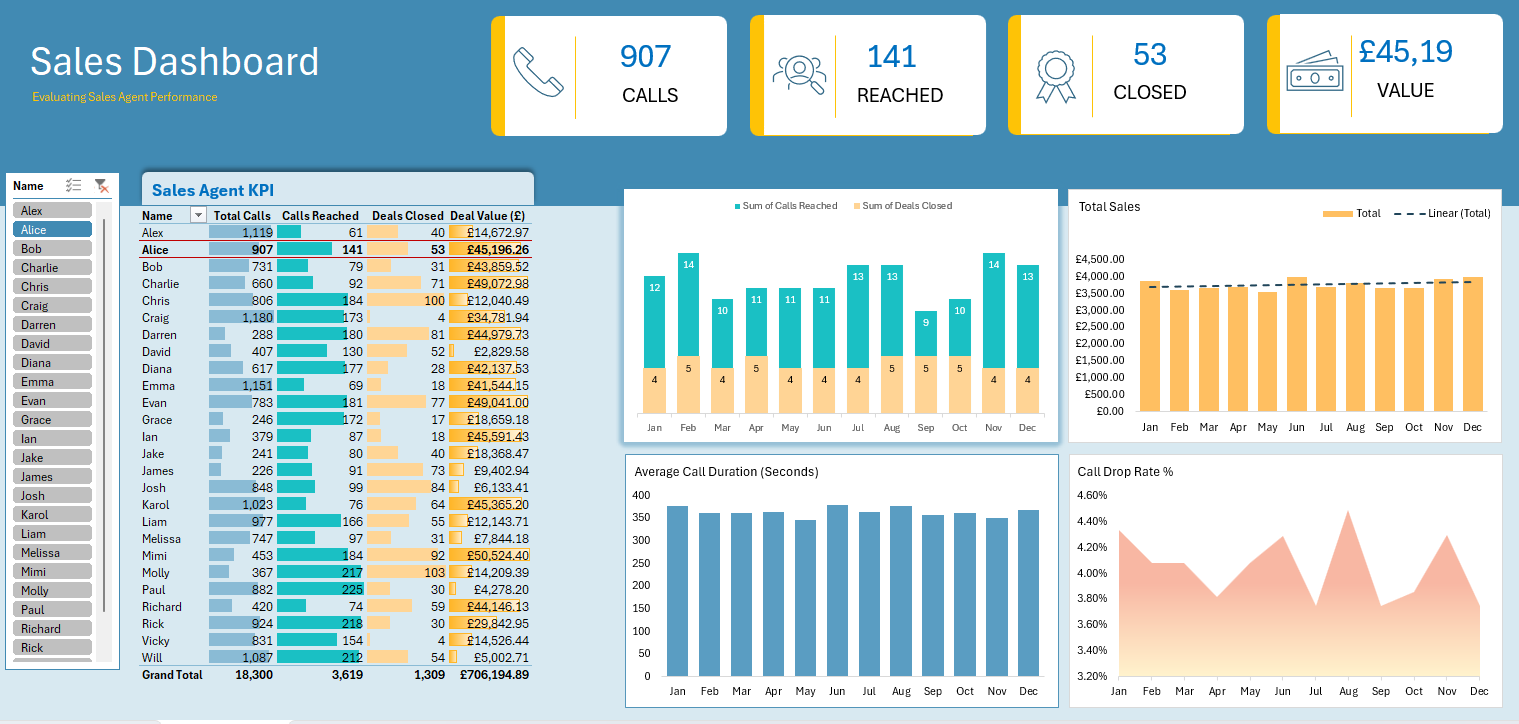 Sales Dashboard
Evaluating Sales Agent Performance
907
CALLS
141
REACHED
53
CLOSED
£45,19
VALUE
Name
Alex
Alice
Bob
Charlie
Chris
Craig
Darren
David
Diana
Emma
Evan
Grace
Ian
Jake
James
Josh
Karol
Liam
Melissa
Mimi
Molly
Paul
Richard
Rick
Sales Agent KPI
Name Total Calls Calls Reached Deals Closed Deal Value (£)
Alex 1,119 61 40 £14,672.97
Alice 907 141 53 £45,196.26
Bob 731 79 31 £43,859.52
Charlie 660 92 71 £49,072.98
Chris 806 184 100 £12,040.49
Craig 1,180 173 4 £34,781.94
Darren 288 180 81 £44,979.73
David 407 130 52 £2,829.58
Diana 617 177 28 £42,137.53
Emma 1,151 69 18 £41,544.15
Evan 783 181 77 £49,041.00
Grace 246 172 17 £18,659.18
Ian 379 87 18 £45,591.43
Jake 241 80 40 £18,368.47
James 226 91 73 £9,402.94
Josh 848 99 84 £6,133.41
Karol 1,023 76 64 £45,365.20
Liam 977 166 55 £12,143.71
Melissa 747 97 31 £7,844.18
Mimi 453 184 92 £50,524.40
Molly 367 217 103 £14,209.39
Paul 882 225 30 £4,278.20
Richard 420 74 59 £44,146.13
Rick 924 218 30 £29,842.95
Vicky 831 154 4 £14,526.44
Will 1,087 212 54 £5,002.71
Grand Total 18,300 3,619 1,309 £706,194.89
Sum of Calls Reached Sum of Deals Closed
12 14 10 11 11 11 13 13 9 10 14 13
4 5 4 5 4 4 4 5 5 5 4 4
Jan Feb Mar Apr May Jun Jul Aug Sep Oct Nov Dec
Total Sales
Total Linear (Total)
£4,500.00
£4,000.00
£3,500.00
£3,000.00
£2,500.00
£2,000.00
£1,500.00
£1,000.00
£500.00
£0.00
Jan Feb Mar Apr May Jun Jul Aug Sep Oct Nov Dec
Average Call Duration (Seconds)
400
350
300
250
200
150
100
50
0
Jan Feb Mar Apr May Jun Jul Aug Sep Oct Nov Dec
Call Drop Rate %
4.60%
4.40%
4.20%
4.00%
3.80%
3.60%
3.40%
3.20%
Jan Feb Mar Apr May Jun Jul Aug Sep Oct Nov Dec